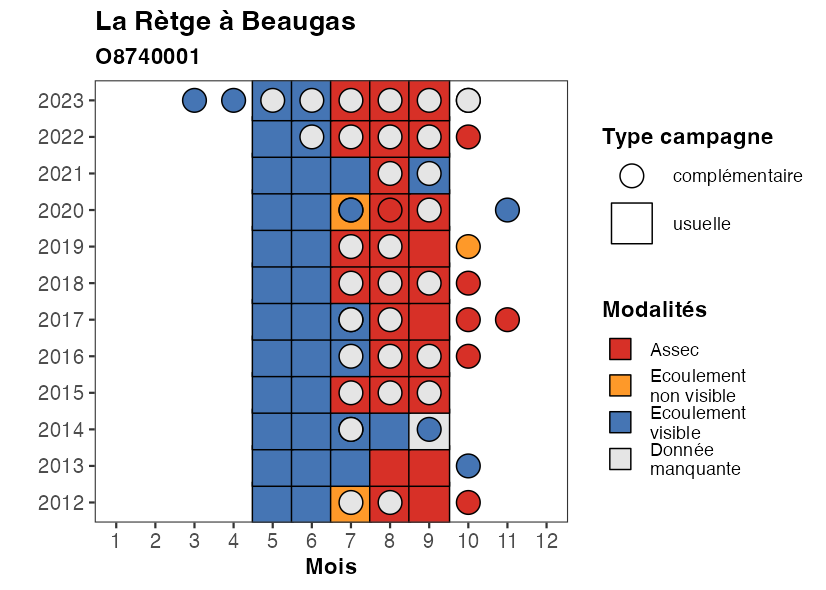 La Rètge à Beaugas
O8740001
2023
2022
2021
2020
2019
2018
2017
2016
2015
2014
2013
2012
1 2 3 4 5 6 7 8 9 10 11 12
Mois
Type campagne
complémentaire
usuelle
Modalités
Assec
Ecoulement
non visible
Ecoulement
visible
Donnée
manquante